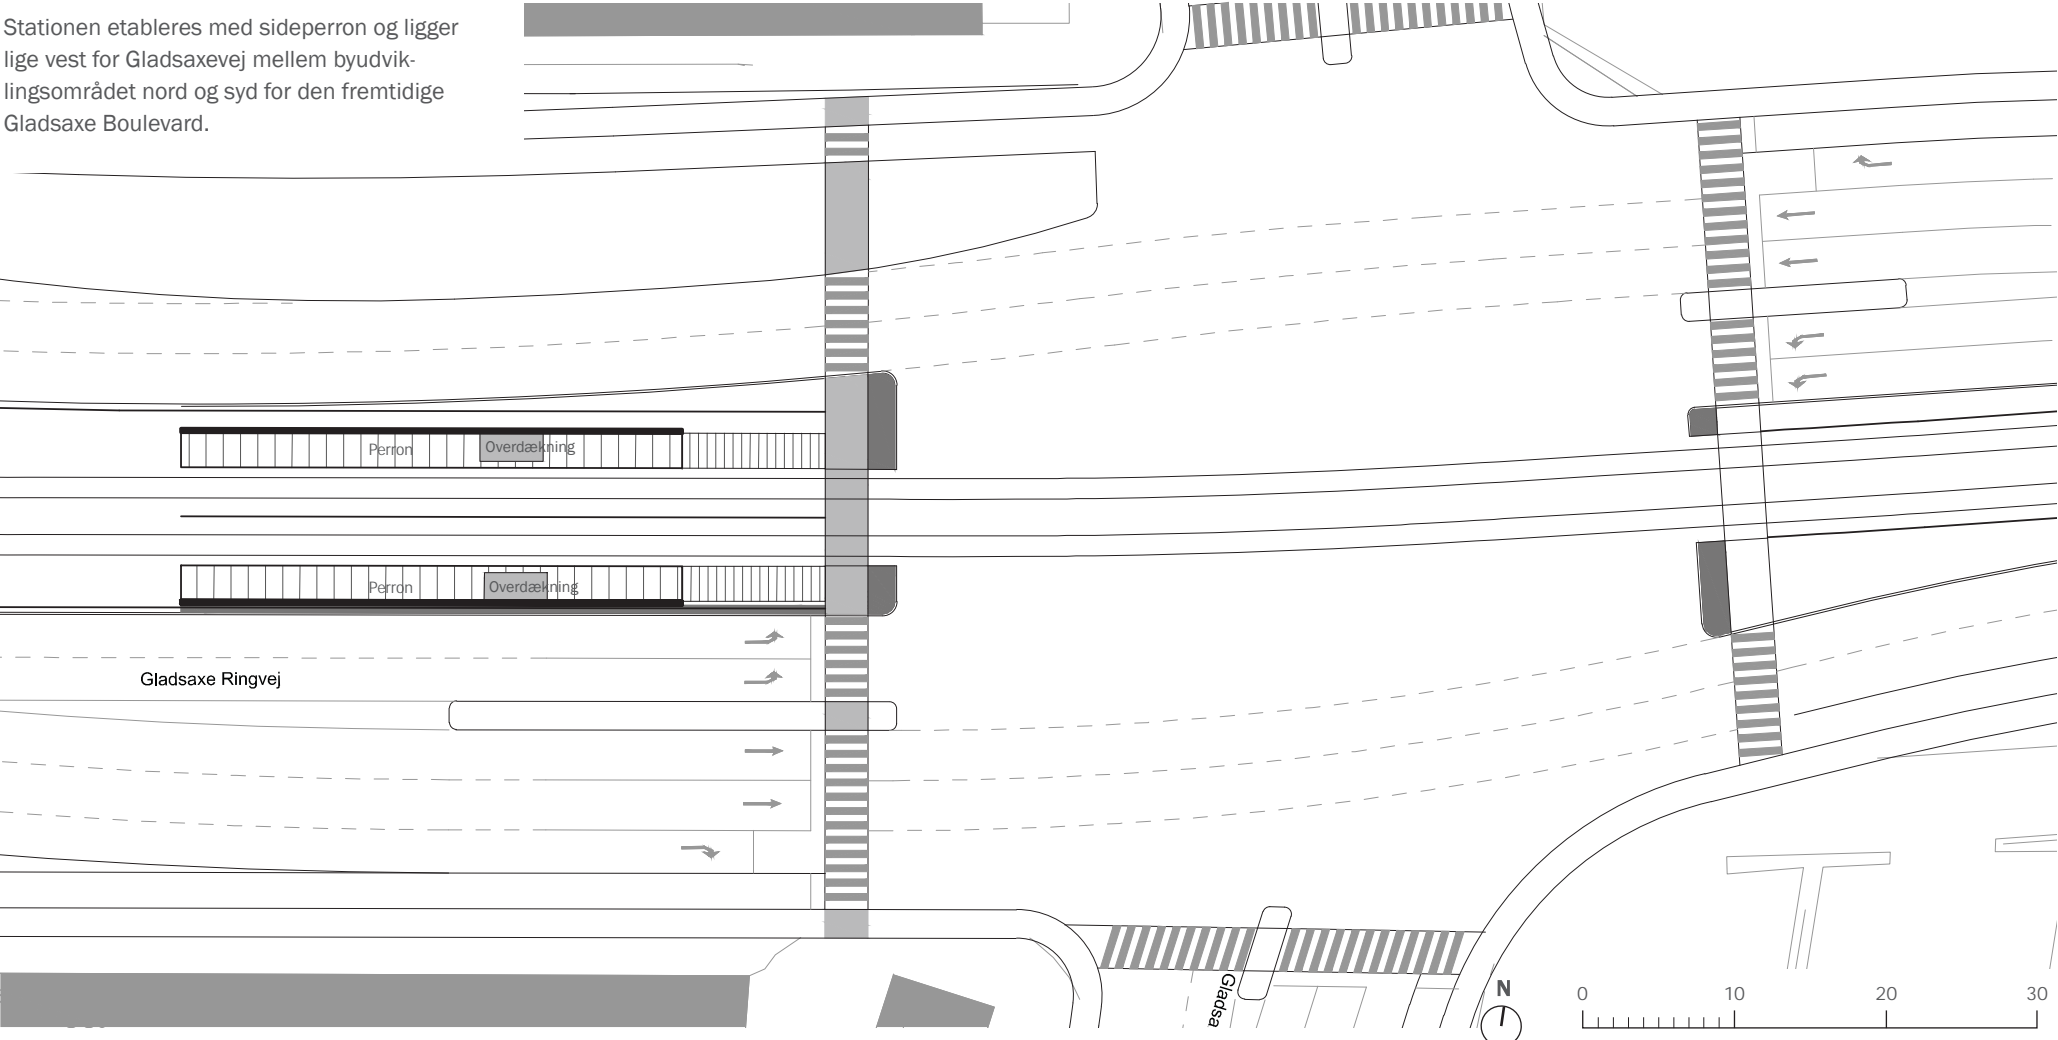 Stationen etableres med sideperron og ligger
lige vest for Gladsaxevej mellem byudvik-
lingsområdet nord og syd for den fremtidige
Gladsaxe Boulevard.
Perron
Overdækning
Perron
Overdækning
Gladsaxe Ringvej
Gladsa
N
0 10 20 30